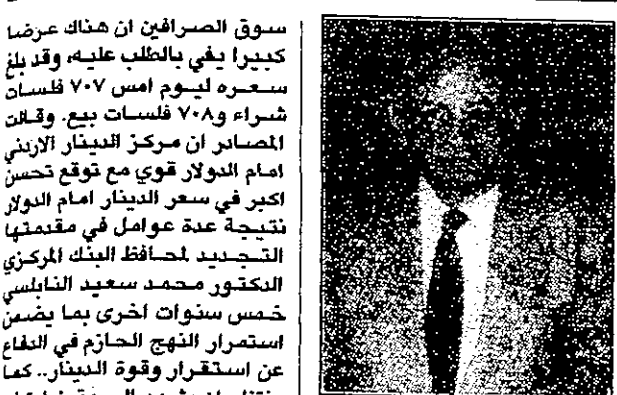 سوق الصرافين ان هناك عرضا
كبيرا يفي بالطلب عليه، وقد بلغ
سعره ليوم امس ٧٠٧ فلسات
شراء و٧٠٨ فلسات بيع. وقالت
المصادر ان مركز الدينار الاردني
امام الدولار قوي مع توقع تحسن
اكبر في سعر الدينار امام الدولار
نتيجة عدة عوامل في مقدمتها
التجديد لمحافظ البنك المركزي
الدكتور محمد سعيد النابلسي
خمس سنوات اخرى بما يضمن
استمرار النهج الحازم في الدفاع
عن استقرار وقوة الدينار.. كما